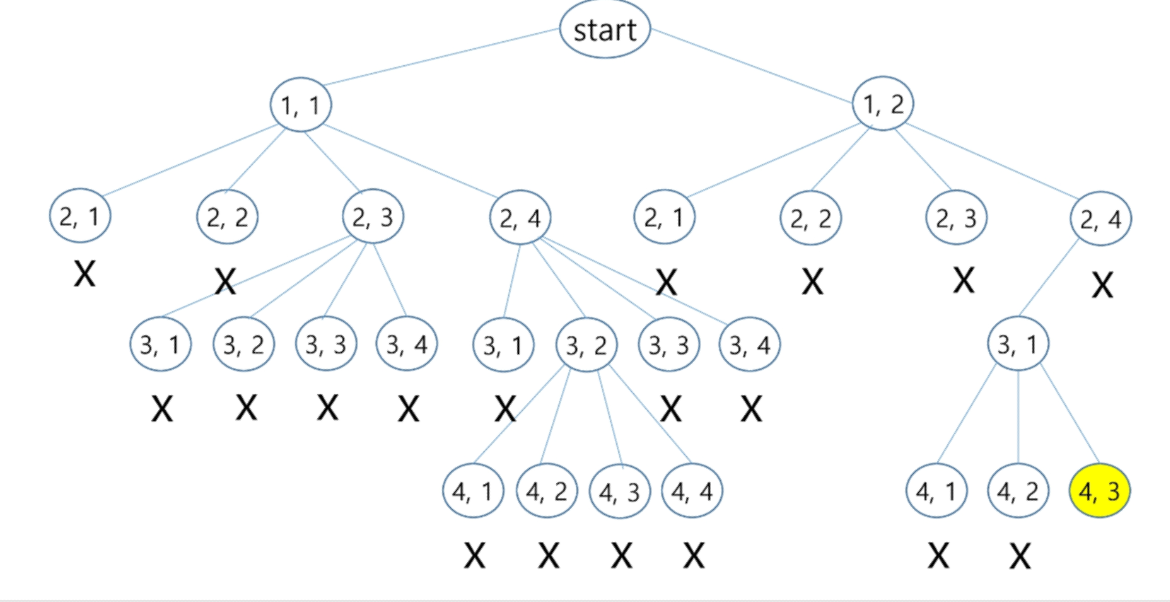 start
1, 1 1, 2
2, 1 2, 2 2, 3 2, 4 2, 1 2, 2 2, 3 2, 4
X X X X X X
3, 1 3, 2 3, 3 3, 4 3, 1 3, 2 3, 3 3, 4 3, 1
X X X X X X X
4, 1 4, 2 4, 3 4, 4 4, 1 4, 2 4, 3
X X X X X X